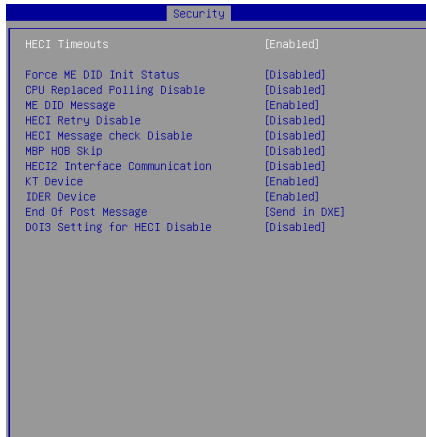 Security
HECI Timeouts [Enabled]
Force ME DID Init Status [Disabled]
CPU Replaced Polling Disable [Disabled]
ME DID Message [Enabled]
HECI Retry Disable [Disabled]
HECI Message check Disable [Disabled]
MBP HOB Skip [Disabled]
HECI2 Interface Communication [Disabled]
KT Device [Enabled]
IDER Device [Enabled]
End Of Post Message [Send in DXE]
D0I3 Setting for HECI Disable [Disabled]